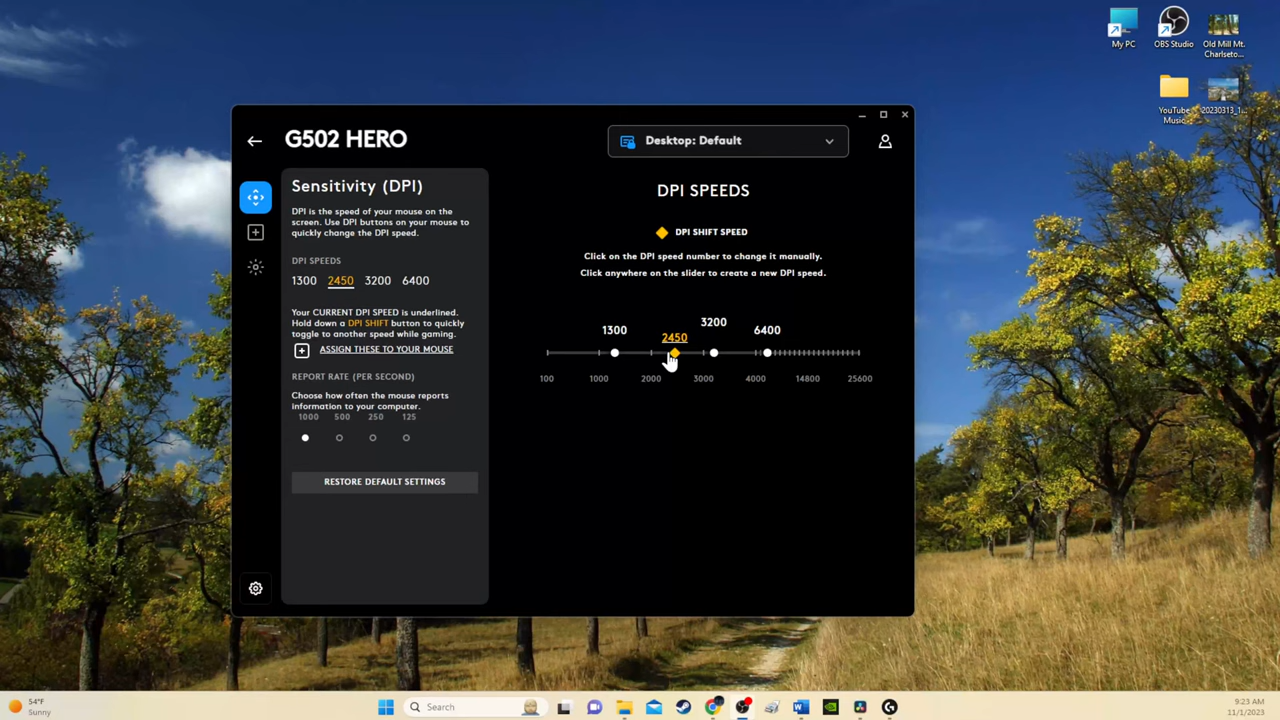 My PC
OBS Studio
Old Mill Mt.
Charlesto...
YouTube
Music
20230313_1...
G502 HERO
Desktop: Default
Sensitivity (DPI)
DPI is the speed of your mouse on the
screen. Use DPI buttons on your mouse to
quickly change the DPI speed.
DPI SPEEDS
1300 2450 3200 6400
Your CURRENT DPI SPEED is underlined.
Hold down a DPI SHIFT button to quickly
toggle to another speed while gaming.
ASSIGN THESE TO YOUR MOUSE
REPORT RATE (PER SECOND)
Choose how often the mouse reports
information to your computer.
1000 500 250 125
RESTORE DEFAULT SETTINGS
DPI SPEEDS
DPI SHIFT SPEED
Click on the DPI speed number to change it manually.
Click anywhere on the slider to create a new DPI speed.
1300 2450 3200 6400
100 1000 2000 3000 4000 14800 25600
54°F
Sunny
Search
9:23 AM
11/1/2023